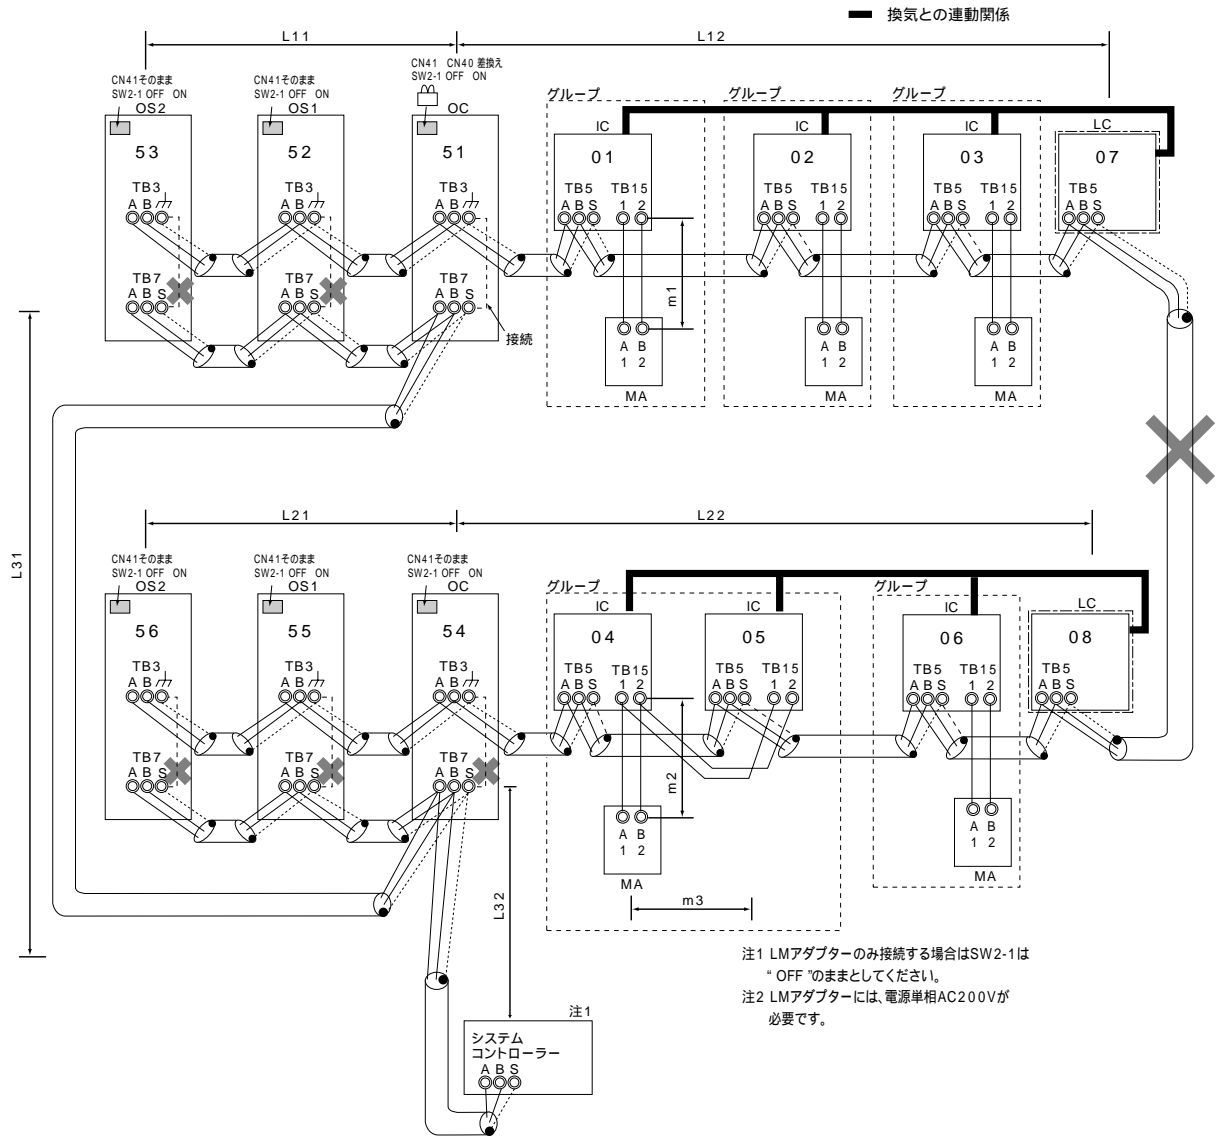 換気との連動関係
L11
L12
CN41 CN40 差換え
SW2-1 OFF ON
CN41そのまま
SW2-1 OFF ON
CN41そのまま
SW2-1 OFF ON
OS2
OS1
OC
グループ
グループ
グループ
IC
IC
IC
LC
53
52
51
01
02
03
07
TB3
TB3
TB3
TB5 TB15
TB5 TB15
TB5 TB15
TB5
A B
A B
A B
A B S 1 2
A B S 1 2
A B S 1 2
A B S
TB7
TB7
TB7
A B S
A B S
A B S
接続
m1
A B
1 2
A B
1 2
A B
1 2
MA
MA
MA
L31
L21
L22
CN41そのまま
SW2-1 OFF ON
CN41そのまま
SW2-1 OFF ON
CN41そのまま
SW2-1 OFF ON
OS2
OS1
OC
グループ
グループ
IC
IC
IC
LC
56
55
54
04
05
06
08
TB3
TB3
TB3
TB5 TB15
TB5 TB15
TB5 TB15
TB5
A B
A B
A B
A B S 1 2
A B S 1 2
A B S 1 2
A B S
TB7
TB7
TB7
A B S
A B S
A B S
m2
A B
1 2
A B
1 2
MA
MA
m3
L32
注1 LMアダプターのみ接続する場合はSW2-1は
“OFF”のままとしてください。
注2 LMアダプターには、電源単相AC200Vが
必要です。
注1
システム
コントローラー
A B S